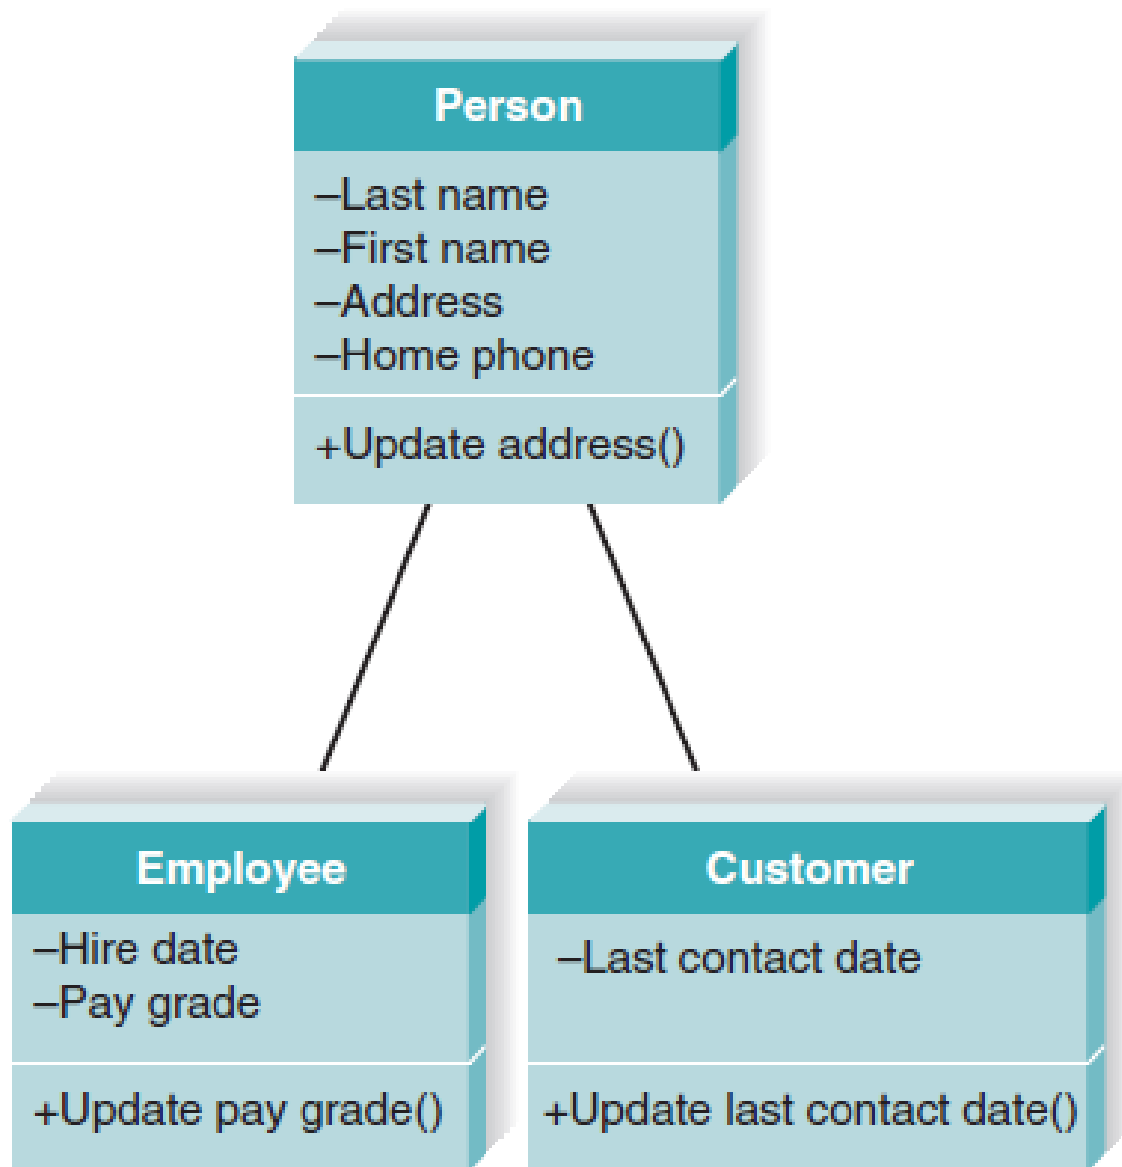 Person
–Last name
–First name
–Address
–Home phone
+Update address()
Employee
–Hire date
–Pay grade
+Update pay grade()
Customer
–Last contact date
+Update last contact date()